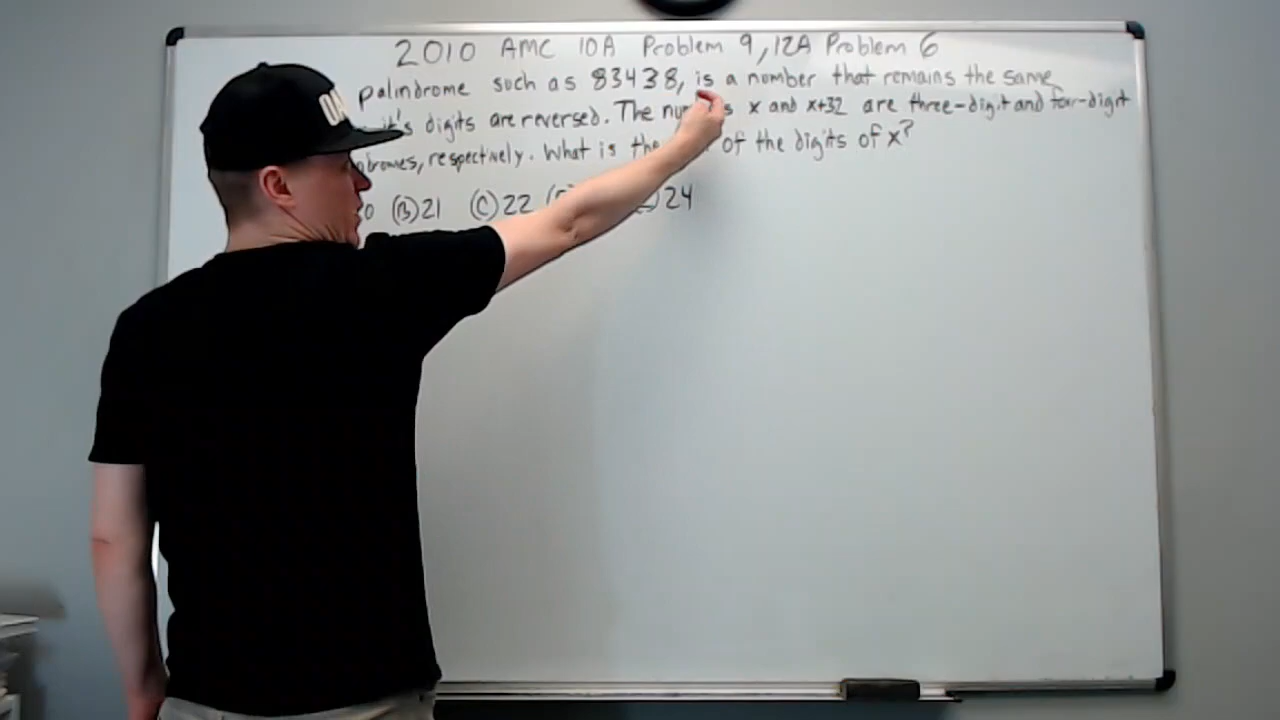 2010 AMC 10A Problem 9, 12A Problem 6
palindrome such as 83438, is a number that remains the same
it's digits are reversed. The x and x+32 are three-digit and four-digit
respectively. What is the of the digits of x?
(B) 21 (C) 22 24